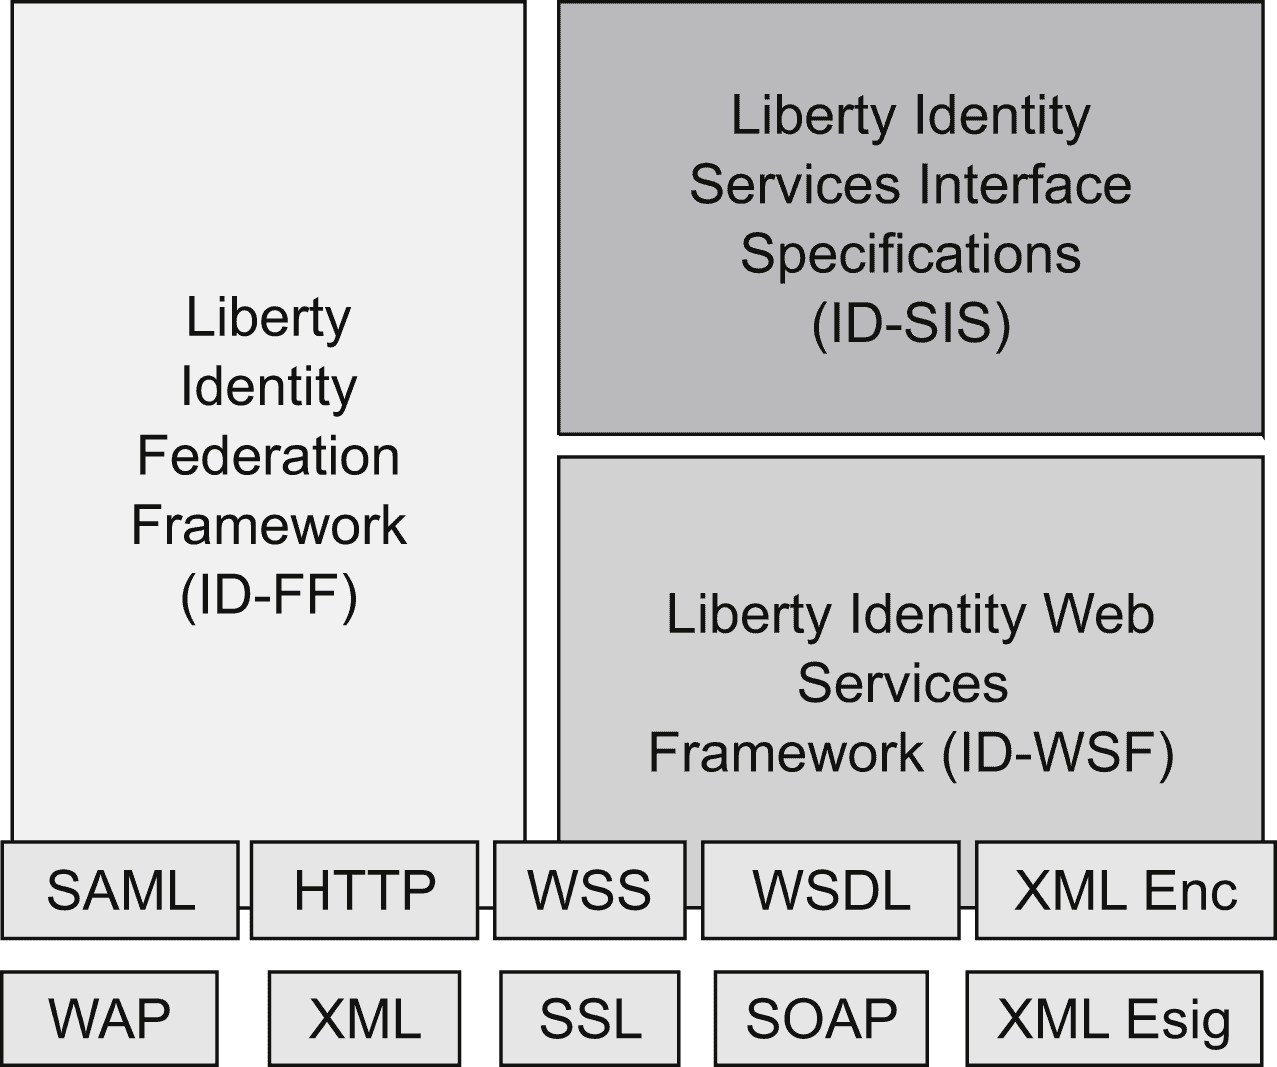 Liberty
Identity
Federation
Framework
(ID-FF)
Liberty Identity
Services Interface
Specifications
(ID-SIS)
Liberty Identity Web
Services
Framework (ID-WSF)
SAML
HTTP
WSS
WSDL
XML Enc
WAP
XML
SSL
SOAP
XML Esig